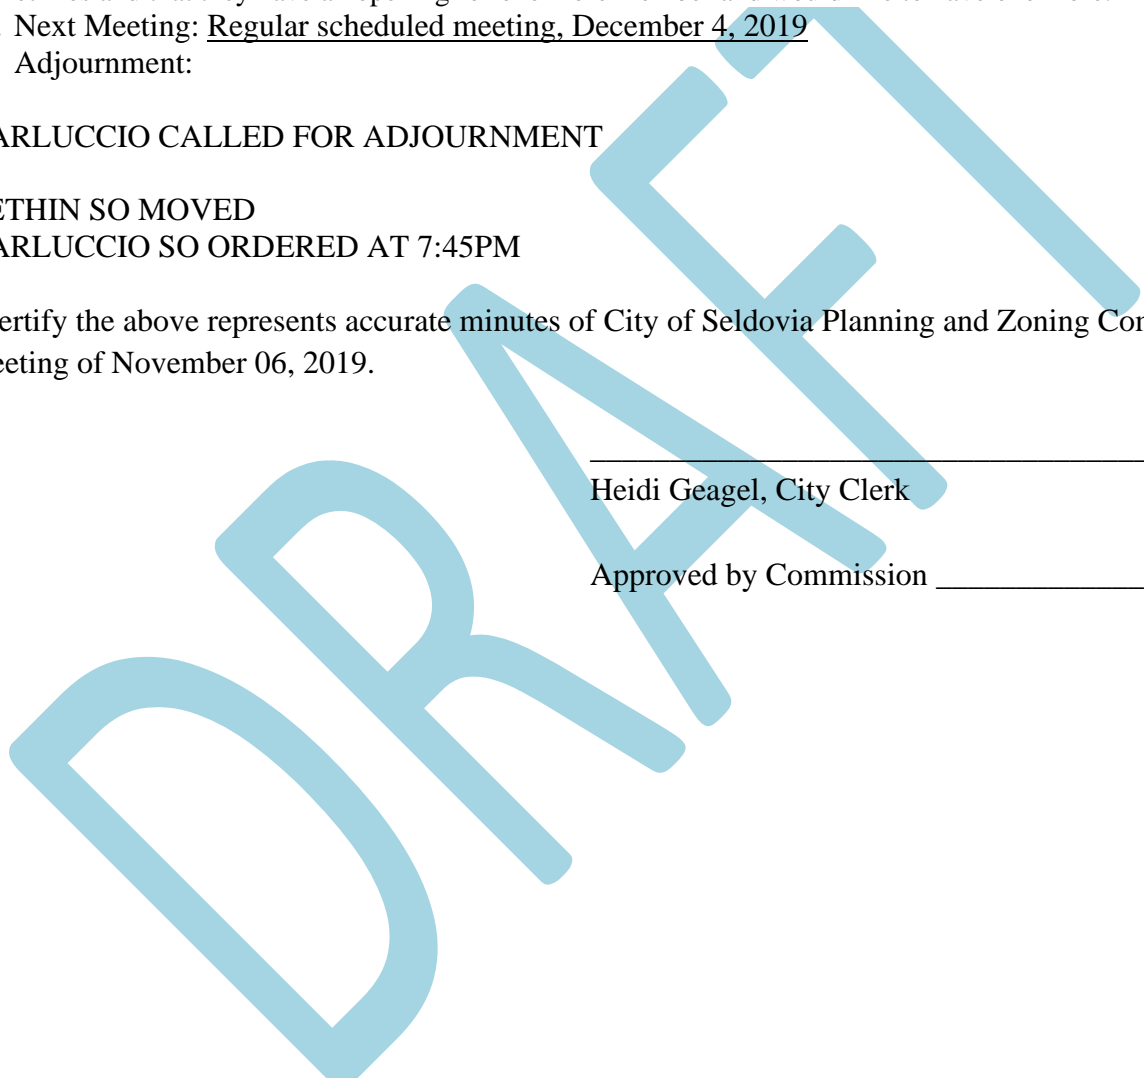 Next Meeting: Regular scheduled meeting, December 4, 2019
Adjournment:
ARLUCCIO CALLED FOR ADJOURNMENT
ETHIN SO MOVED
ARLUCCIO SO ORDERED AT 7:45PM
ertify the above represents accurate minutes of City of Seldovia Planning and Zoning Con
eeting of November 06, 2019.
Heidi Geagel, City Clerk
Approved by Commission
DRAFT